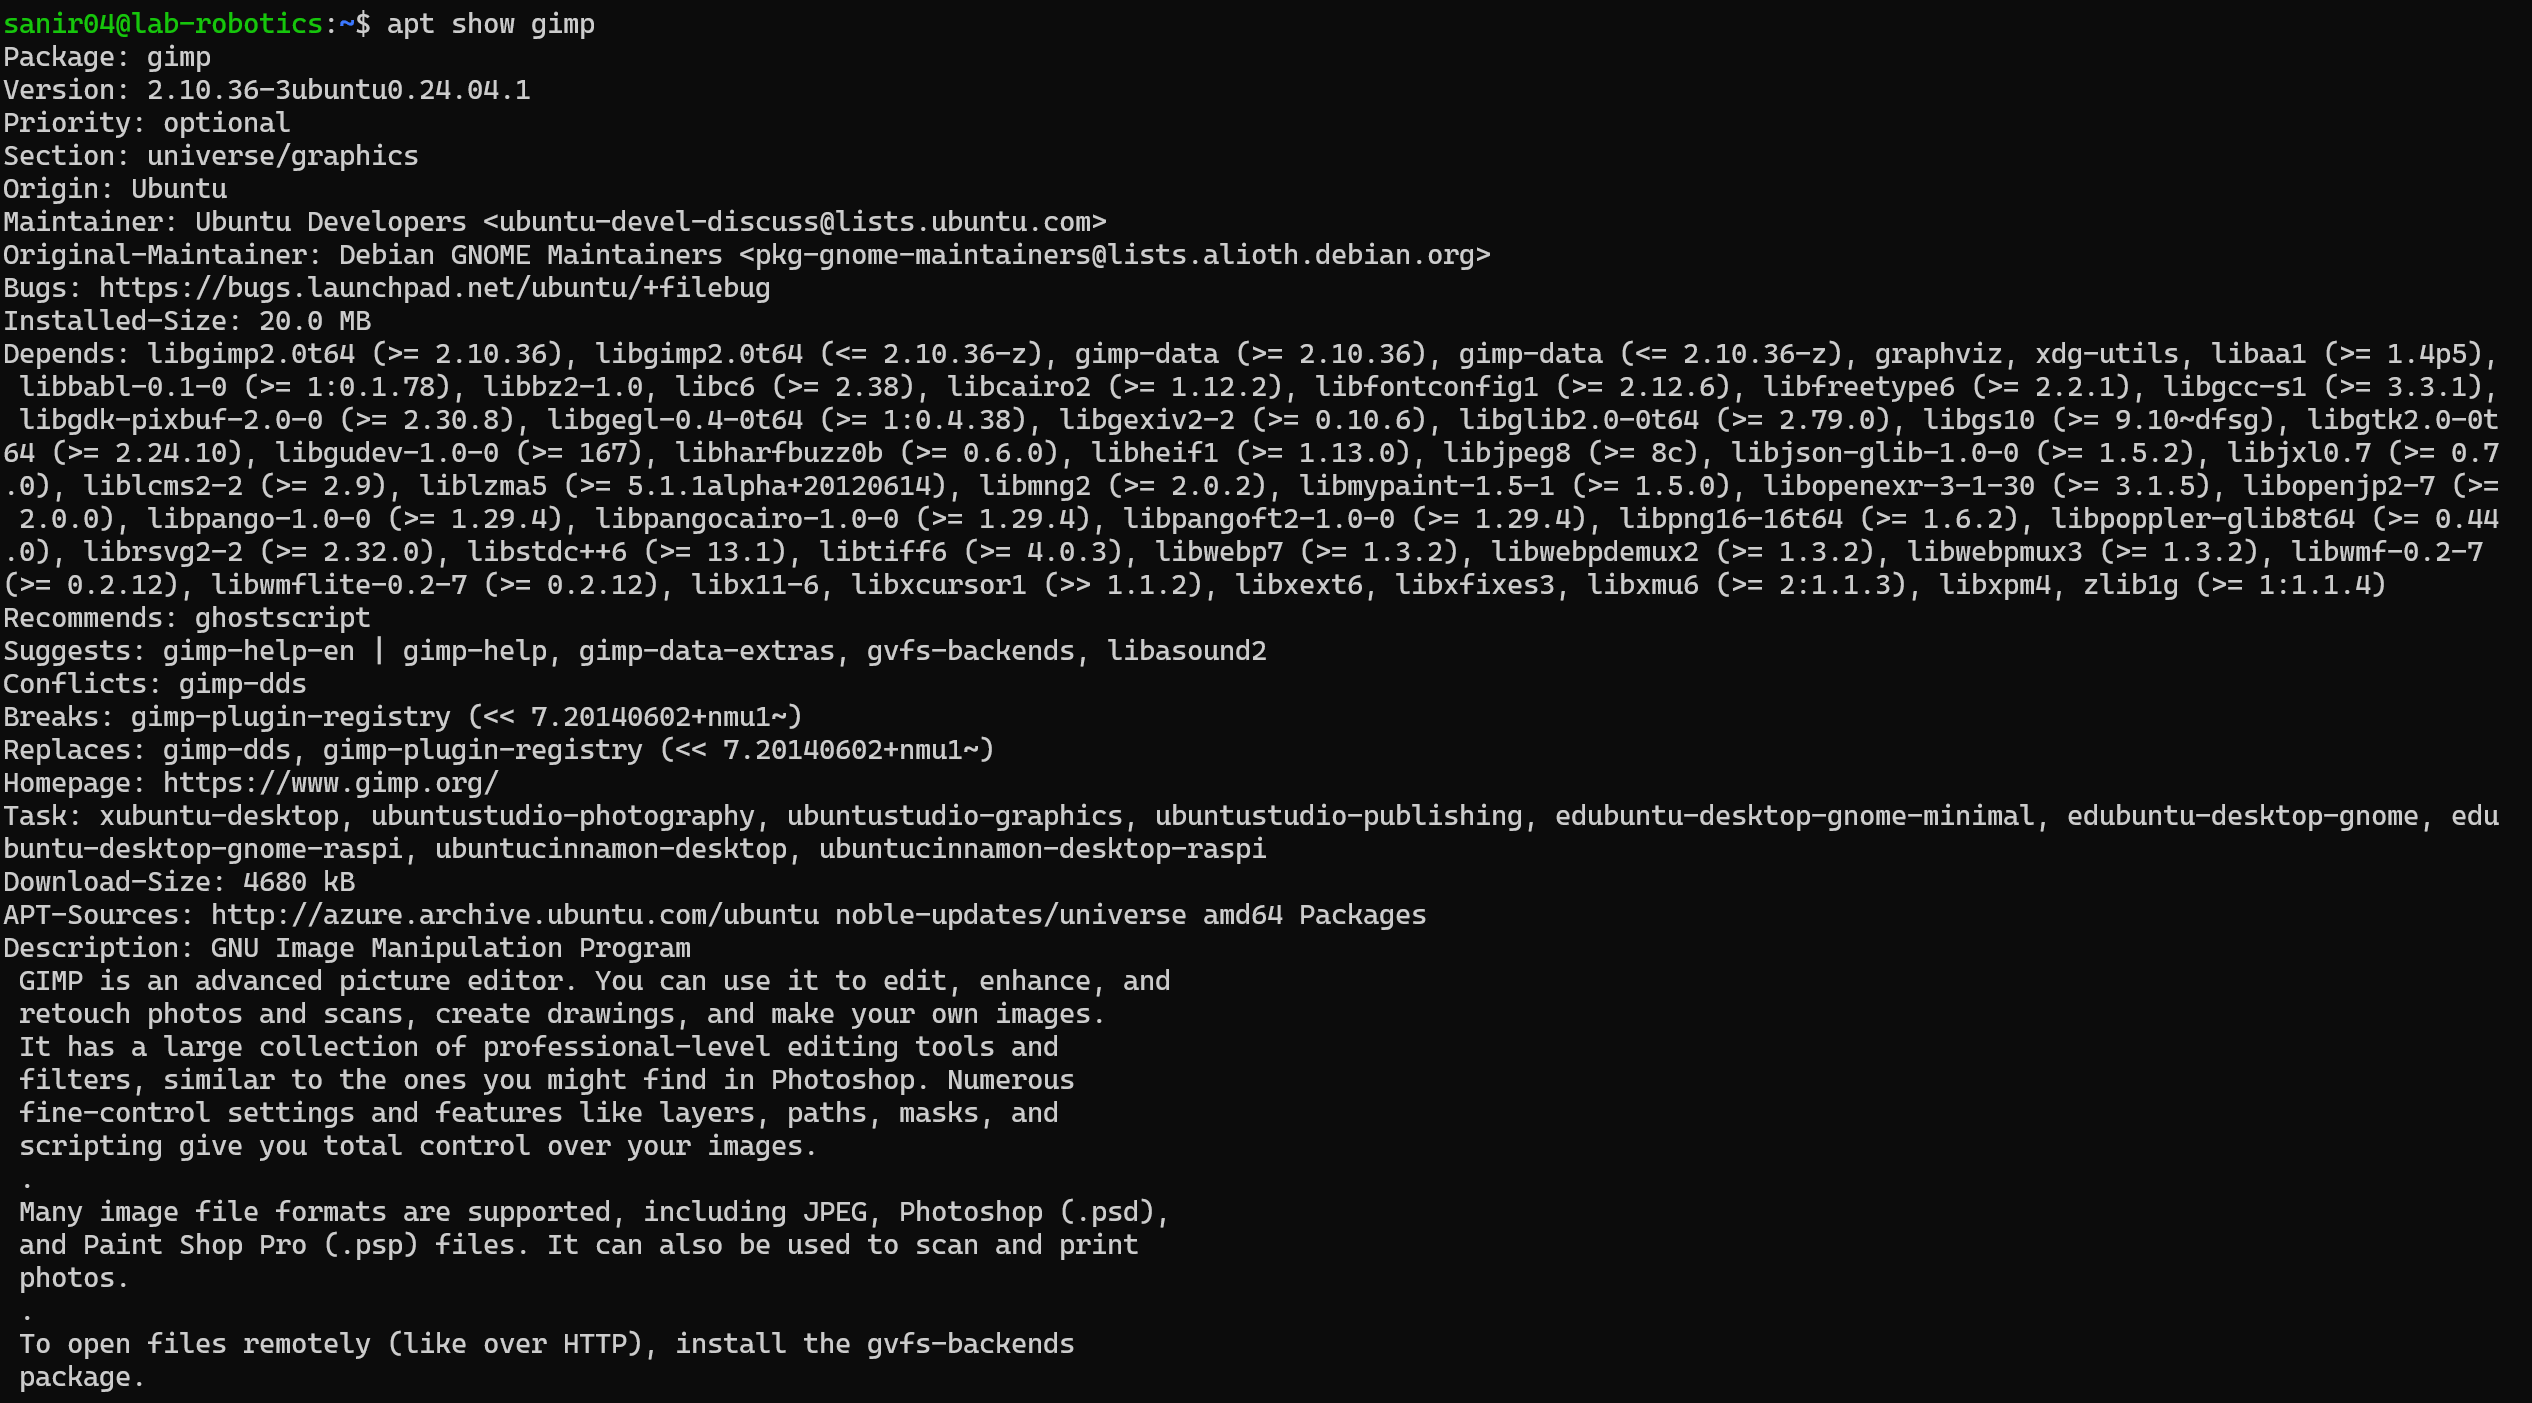 sanir04@lab-robotics:~$ apt show gimp
Package: gimp
Version: 2.10.36-3ubuntu0.24.04.1
Priority: optional
Section: universe/graphics
Origin: Ubuntu
Maintainer: Ubuntu Developers <ubuntu-devel-discuss@lists.ubuntu.com>
Original-Maintainer: Debian GNOME Maintainers <pkg-gnome-maintainers@lists.alioth.debian.org>
Bugs: https://bugs.launchpad.net/ubuntu/+filebug
Installed-Size: 20.0 MB
Depends: libgimp2.0t64 (>= 2.10.36), libgimp2.0t64 (<= 2.10.36-z), gimp-data (>= 2.10.36), gimp-data (<= 2.10.36-z), graphviz, xdg-utils, libaa1 (>= 1.4p5),
 libbabl-0.1-0 (>= 1:0.1.78), libbz2-1.0, libc6 (>= 2.38), libcairo2 (>= 1.12.2), libfontconfig1 (>= 2.12.6), libfreetype6 (>= 2.2.1), libgcc-s1 (>= 3.3.1),
 libgdk-pixbuf-2.0-0 (>= 2.30.8), libgegl-0.4-0t64 (>= 1:0.4.38), libgexiv2-2 (>= 0.10.6), libglib2.0-0t64 (>= 2.79.0), libgs10 (>= 9.10~dfsg), libgtk2.0-0t
64 (>= 2.24.10), libgudev-1.0-0 (>= 167), libharfbuzz0b (>= 0.6.0), libheif1 (>= 1.13.0), libjpeg8 (>= 8c), libjson-glib-1.0-0 (>= 1.5.2), libjxl0.7 (>= 0.7
.0), liblcms2-2 (>= 2.9), liblzma5 (>= 5.1.1alpha+20120614), libmng2 (>= 2.0.2), libmypaint-1.5-1 (>= 1.5.0), libopenexr-3-1-30 (>= 3.1.5), libopenjp2-7 (>=
 2.0.0), libpango-1.0-0 (>= 1.29.4), libpangocairo-1.0-0 (>= 1.29.4), libpangoft2-1.0-0 (>= 1.29.4), libpng16-16t64 (>= 1.6.2), libpoppler-glib8t64 (>= 0.44
.0), librsvg2-2 (>= 2.32.0), libstdc++6 (>= 13.1), libtiff6 (>= 4.0.3), libwebp7 (>= 1.3.2), libwebpdemux2 (>= 1.3.2), libwebpmux3 (>= 1.3.2), libwmf-0.2-7
(>= 0.2.12), libwmflite-0.2-7 (>= 0.2.12), libx11-6, libxcursor1 (>> 1.1.2), libxext6, libxfixes3, libxmu6 (>= 2:1.1.3), libxpm4, zlib1g (>= 1:1.1.4)
Recommends: ghostscript
Suggests: gimp-help-en | gimp-help, gimp-data-extras, gvfs-backends, libasound2
Conflicts: gimp-dds
Breaks: gimp-plugin-registry (<< 7.20140602+nmu1~)
Replaces: gimp-dds, gimp-plugin-registry (<< 7.20140602+nmu1~)
Homepage: https://www.gimp.org/
Task: xubuntu-desktop, ubuntustudio-photography, ubuntustudio-graphics, ubuntustudio-publishing, edubuntu-desktop-gnome-minimal, edubuntu-desktop-gnome, edu
buntu-desktop-gnome-raspi, ubuntucinnamon-desktop, ubuntucinnamon-desktop-raspi
Download-Size: 4680 kB
APT-Sources: http://azure.archive.ubuntu.com/ubuntu noble-updates/universe amd64 Packages
Description: GNU Image Manipulation Program
 GIMP is an advanced picture editor. You can use it to edit, enhance, and
 retouch photos and scans, create drawings, and make your own images.
 It has a large collection of professional-level editing tools and
 filters, similar to the ones you might find in Photoshop. Numerous
 fine-control settings and features like layers, paths, masks, and
 scripting give you total control over your images.
 .
 Many image file formats are supported, including JPEG, Photoshop (.psd),
 and Paint Shop Pro (.psp) files. It can also be used to scan and print
 photos.
 .
 To open files remotely (like over HTTP), install the gvfs-backends
 package.